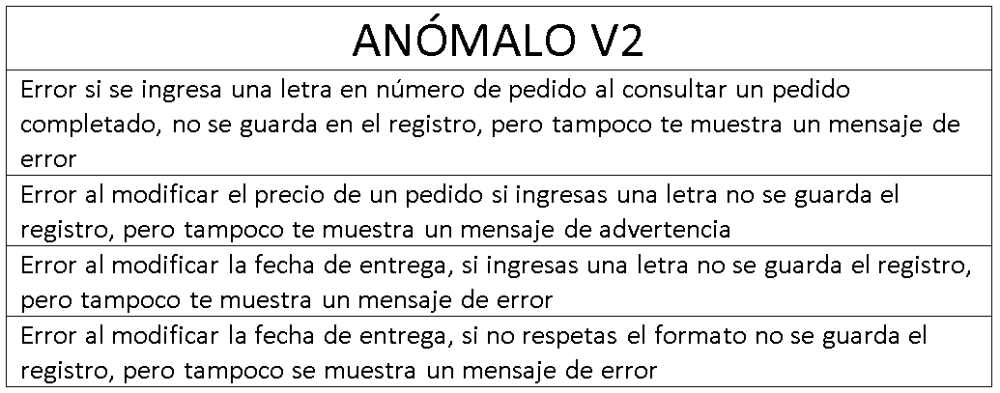 ANÓMALO V2
Error si se ingresa una letra en número de pedido al consultar un pedido
completado, no se guarda en el registro, pero tampoco te muestra un mensaje de
error
Error al modificar el precio de un pedido si ingresas una letra no se guarda el
registro, pero tampoco te muestra un mensaje de advertencia
Error al modificar la fecha de entrega, si ingresas una letra no se guarda el registro,
pero tampoco te muestra un mensaje de error
Error al modificar la fecha de entrega, si no respetas el formato no se guarda el
registro, pero tampoco se muestra un mensaje de error